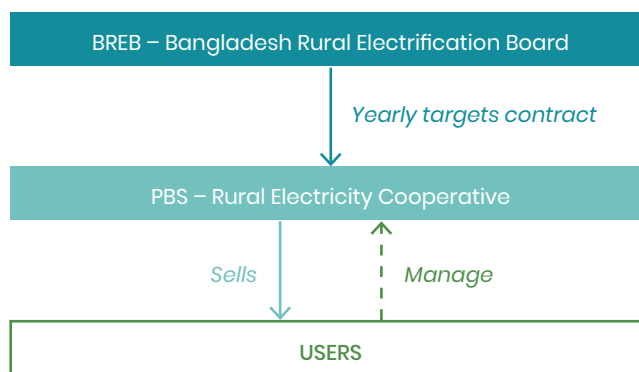 BREB – Bangladesh Rural Electrification Board
Yearly targets contract
PBS – Rural Electricity Cooperative
Sells
Manage
USERS